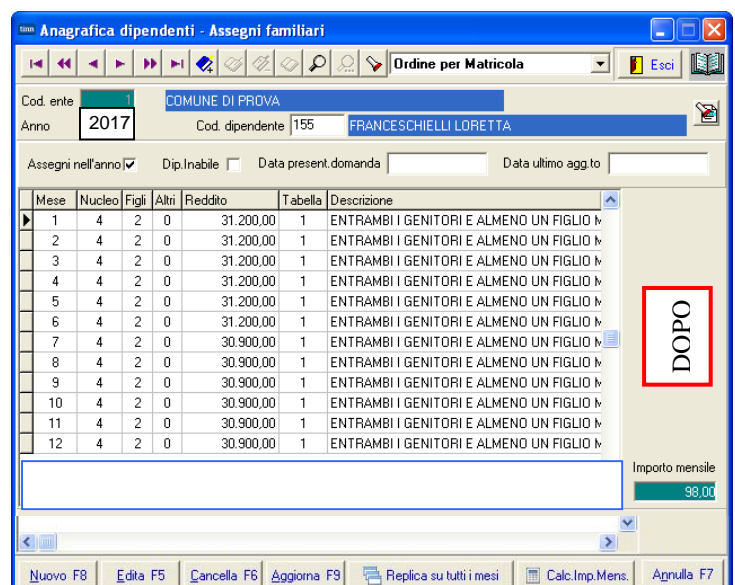 tinn Anagrafica dipendenti - Assegni familiari
Ordine per Matricola Esci
Cod. ente 1 COMUNE DI PROVA
Anno 2017 Cod. dipendente 155 FRANCESCHIELLI LORETTA
Assegni nell'anno Dip.Inabile Data present.domanda Data ultimo agg.to
Mese Nucleo Figli Altri Reddito Tabella Descrizione
1 4 2 0 31.200,00 1 ENTRAMBI I GENITORI E ALMENO UN FIGLIO M
2 4 2 0 31.200,00 1 ENTRAMBI I GENITORI E ALMENO UN FIGLIO M
3 4 2 0 31.200,00 1 ENTRAMBI I GENITORI E ALMENO UN FIGLIO M
4 4 2 0 31.200,00 1 ENTRAMBI I GENITORI E ALMENO UN FIGLIO M
5 4 2 0 31.200,00 1 ENTRAMBI I GENITORI E ALMENO UN FIGLIO M
6 4 2 0 31.200,00 1 ENTRAMBI I GENITORI E ALMENO UN FIGLIO M
7 4 2 0 30.900,00 1 ENTRAMBI I GENITORI E ALMENO UN FIGLIO M
8 4 2 0 30.900,00 1 ENTRAMBI I GENITORI E ALMENO UN FIGLIO M
9 4 2 0 30.900,00 1 ENTRAMBI I GENITORI E ALMENO UN FIGLIO M
10 4 2 0 30.900,00 1 ENTRAMBI I GENITORI E ALMENO UN FIGLIO M
11 4 2 0 30.900,00 1 ENTRAMBI I GENITORI E ALMENO UN FIGLIO M
12 4 2 0 30.900,00 1 ENTRAMBI I GENITORI E ALMENO UN FIGLIO M
DOPO
Importo mensile
98,00
Nuovo F8 Edita F5 Cancella F6 Aggiorna F9 Replica su tutti i mesi Calc.Imp.Mens. Annulla F7